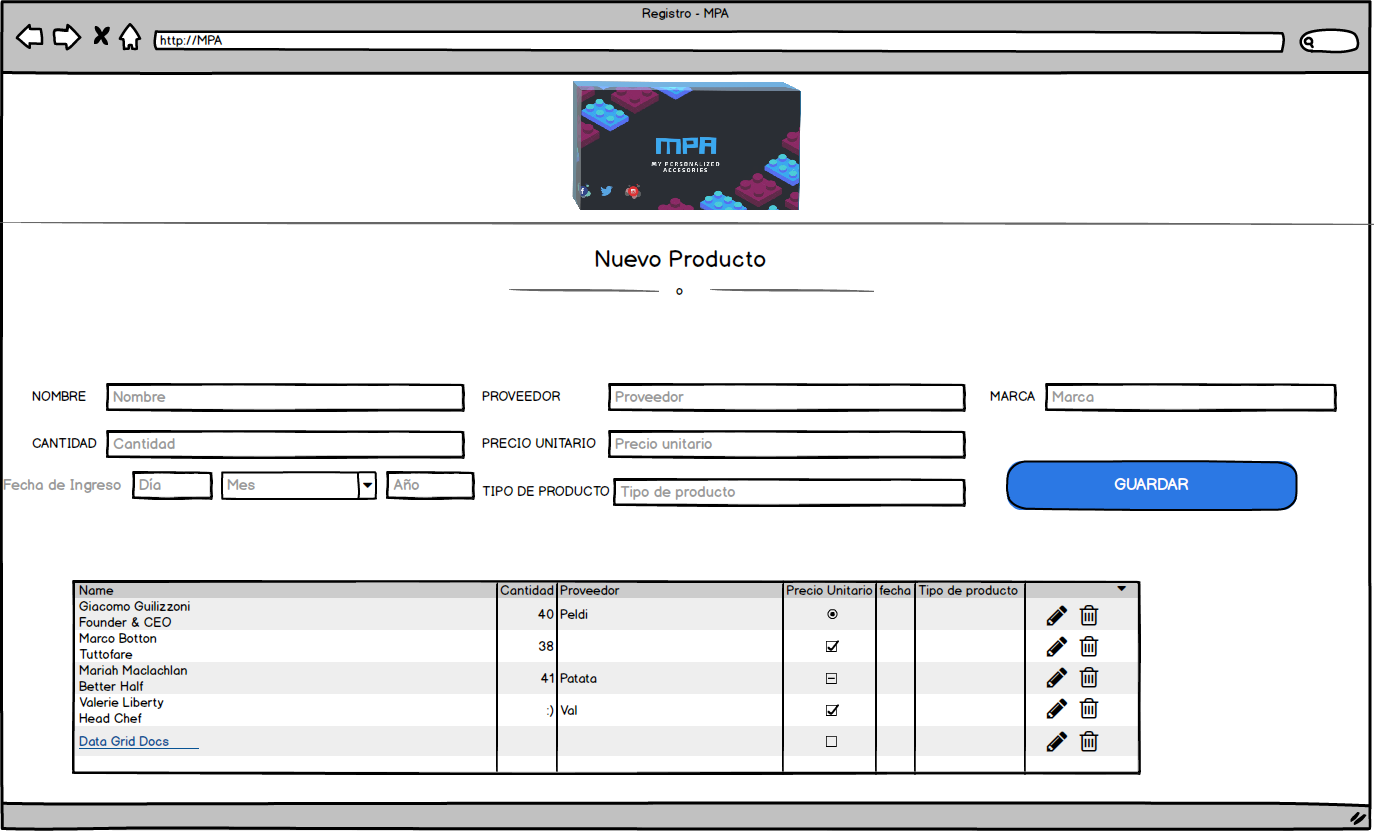 Registro - MPA
http://MPA
MPA
MY PERSONALIZED
ACCESORIES
Nuevo Producto
o
NOMBRE Nombre PROVEEDOR Proveedor MARCA Marca
CANTIDAD Cantidad PRECIO UNITARIO Precio unitario
Fecha de Ingreso Día Mes Año TIPO DE PRODUCTO Tipo de producto GUARDAR
Name Cantidad Proveedor Precio Unitario fecha Tipo de producto
Giacomo Guilizzoni
Founder & CEO 40 Peldi
Marco Botton
Tuttofare 38
Mariah Maclachlan
Better Half 41 Patata
Valerie Liberty
Head Chef :) Val
Data Grid Docs